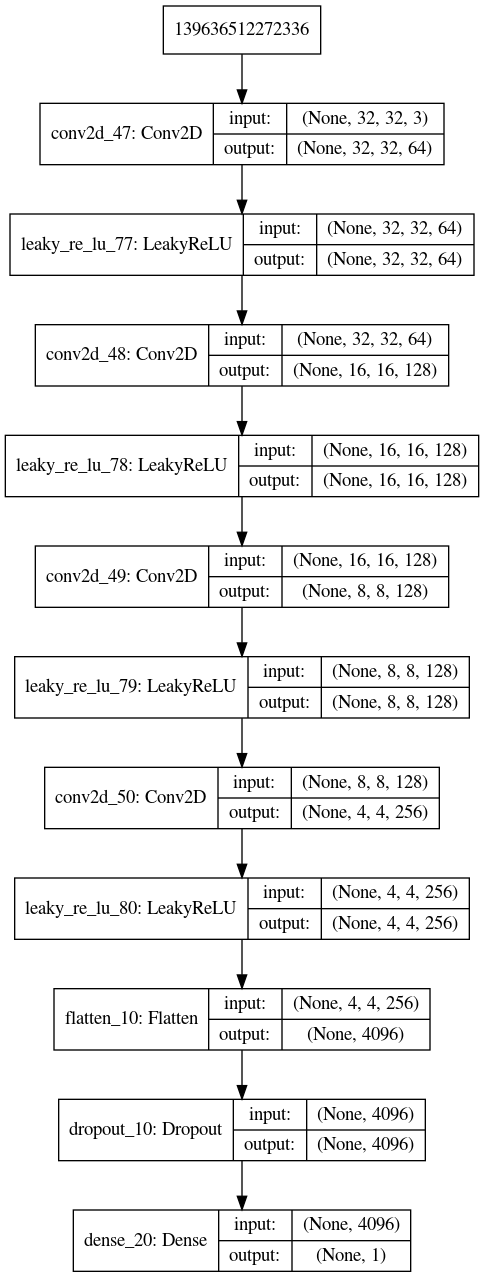 139636512272336
conv2d_47: Conv2D input: (None, 32, 32, 3)
output: (None, 32, 32, 64)
leaky_re_lu_77: LeakyReLU input: (None, 32, 32, 64)
output: (None, 32, 32, 64)
conv2d_48: Conv2D input: (None, 32, 32, 64)
output: (None, 16, 16, 128)
leaky_re_lu_78: LeakyReLU input: (None, 16, 16, 128)
output: (None, 16, 16, 128)
conv2d_49: Conv2D input: (None, 16, 16, 128)
output: (None, 8, 8, 128)
leaky_re_lu_79: LeakyReLU input: (None, 8, 8, 128)
output: (None, 8, 8, 128)
conv2d_50: Conv2D input: (None, 8, 8, 128)
output: (None, 4, 4, 256)
leaky_re_lu_80: LeakyReLU input: (None, 4, 4, 256)
output: (None, 4, 4, 256)
flatten_10: Flatten input: (None, 4, 4, 256)
output: (None, 4096)
dropout_10: Dropout input: (None, 4096)
output: (None, 4096)
dense_20: Dense input: (None, 4096)
output: (None, 1)